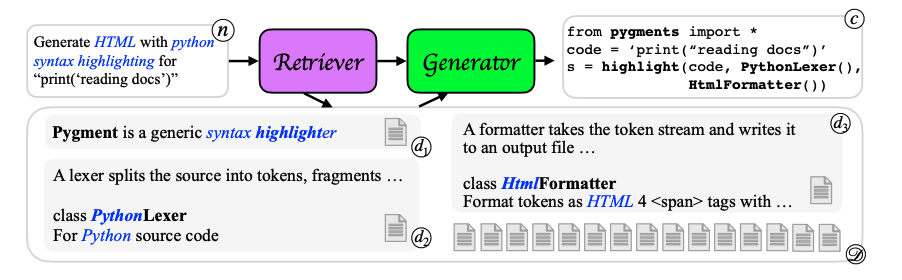 n
Generate HTML with python
syntax highlighting for
“print(‘reading docs’)”
Retriever
Generator
c
from pygments import *
code = ‘print(“reading docs”)’
s = highlight(code, PythonLexer(),
HtmlFormatter())
Pygment is a generic syntax highlighter
d1
A lexer splits the source into tokens, fragments …
class PythonLexer
For Python source code
d2
A formatter takes the token stream and writes it
to an output file …
d3
class HtmlFormatter
Format tokens as HTML 4 <span> tags with …
𝒟